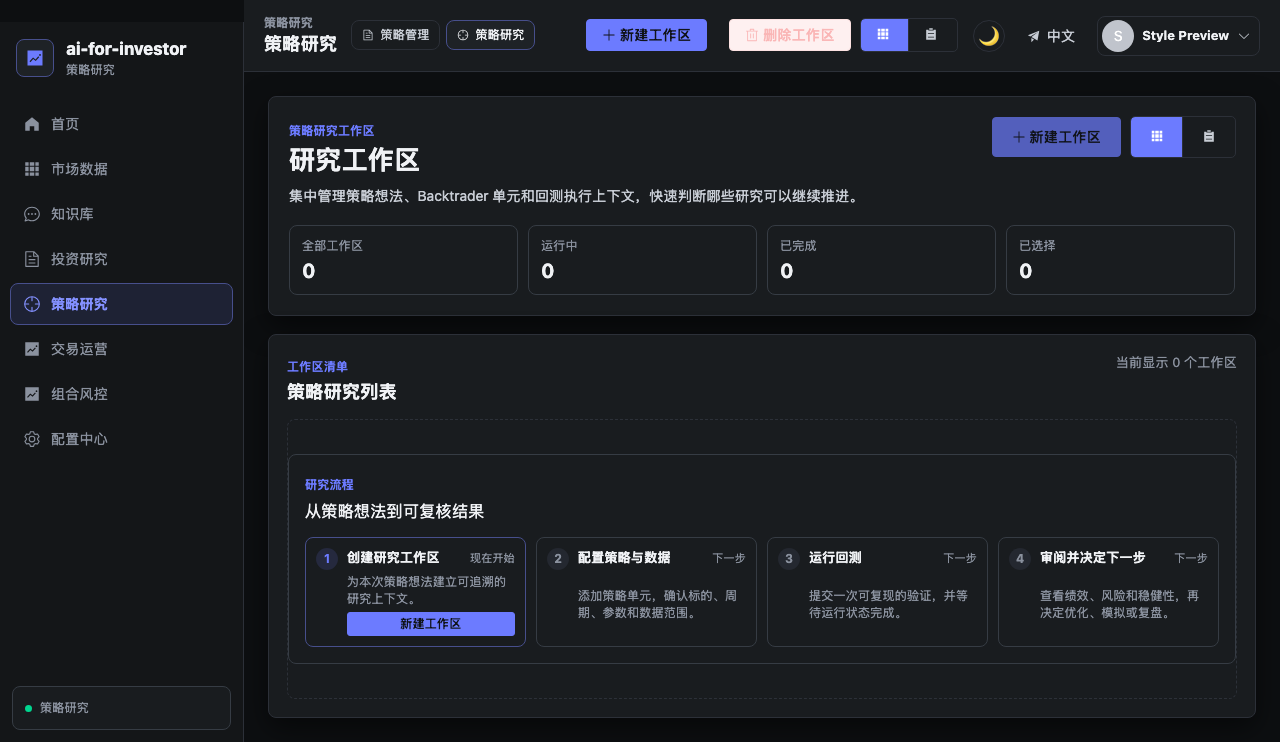 ai-for-investor
策略研究
首页
市场数据
知识库
投资研究
策略研究
交易运营
组合风控
配置中心
策略研究
策略研究
策略研究
策略管理
策略研究
新建工作区
删除工作区
中文
S
Style Preview
策略研究工作区
研究工作区
集中管理策略想法、Backtrader 单元和回测执行上下文，快速判断哪些研究可以继续推进。
新建工作区
全部工作区
0
运行中
0
已完成
0
已选择
0
工作区清单
策略研究列表
当前显示 0 个工作区
研究流程
从策略想法到可复核结果
1 创建研究工作区 现在开始
为本次策略想法建立可追溯的
研究上下文。
新建工作区
2 配置策略与数据 下一步
添加策略单元，确认标的、周
期、参数和数据范围。
3 运行回测 下一步
提交一次可复现的验证，并等
待运行状态完成。
4 审阅并决定下一步 下一步
查看绩效、风险和稳健性，再
决定优化、模拟或复盘。